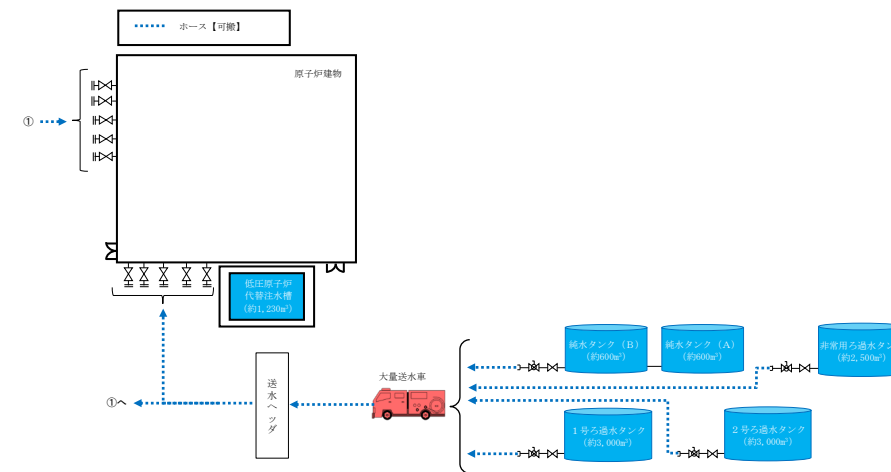 ホース【可搬】
原子炉建物
①
低圧原子炉
代替注水槽
(約1,230m³)
純水タンク（B）
(約600m³)
純水タンク（A）
(約600m³)
非常用ろ過水タン
(約2,500m³)
大量送水車
送水ヘッダ
①へ
1号ろ過水タンク
(約3,000m³)
2号ろ過水タンク
(約3,000m³)